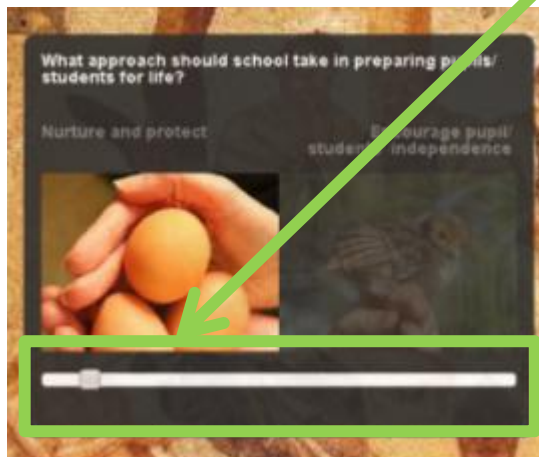 What approach should school take in preparing pupils/
students for life?
Nurture and protect
Encourage pupil/
students' independence